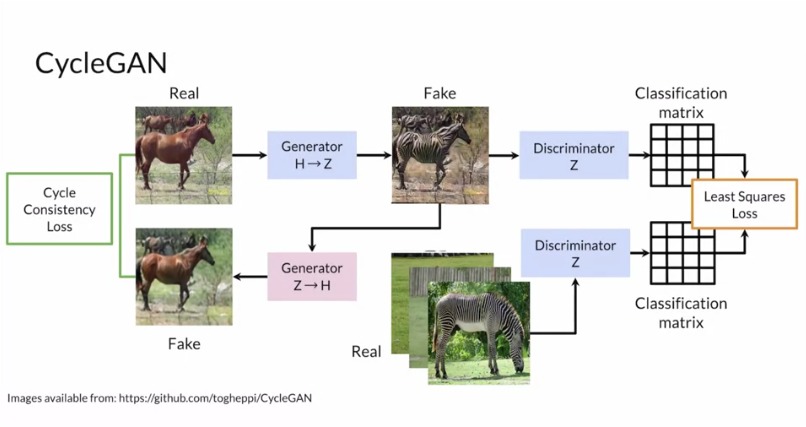 CycleGAN
Real
Fake
Classification
matrix
Generator
H→Z
Discriminator
Z
Cycle
Consistency
Loss
Least Squares
Loss
Generator
Z→H
Discriminator
Z
Fake
Real
Classification
matrix
Images available from: https://github.com/togheppi/CycleGAN